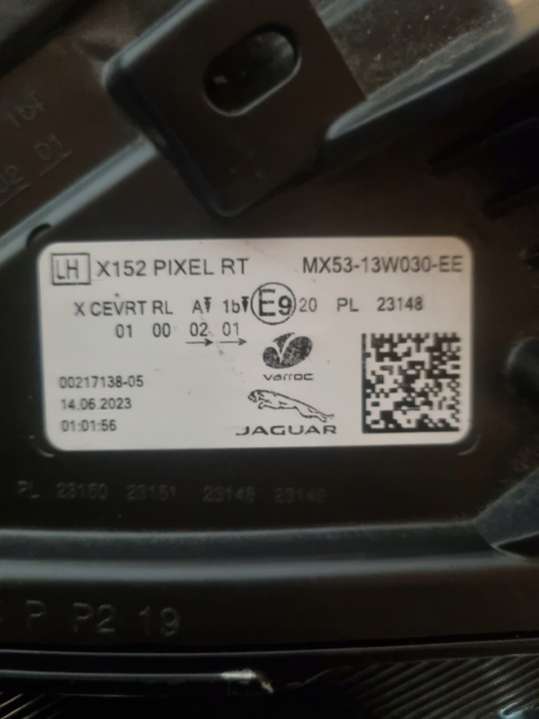 LH X152 PIXEL RT MX53-13W030-EE
X CEVRT RL A 1b E9 20 PL 23148
01 00 02 01
varroc
00217138-05
14.06.2023
01:01:56
JAGUAR
PL 23150 23151 23148 23149
P P2 19